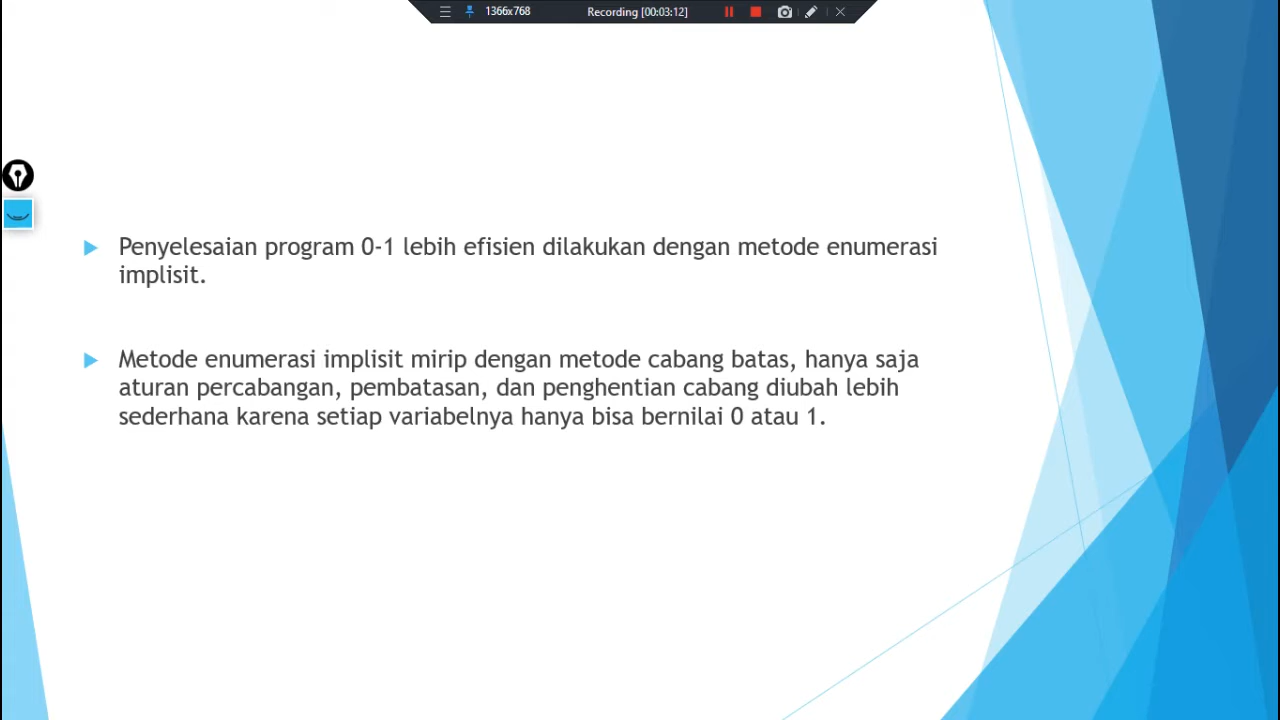 1366x768 Recording [00:03:12]
Penyelesaian program 0-1 lebih efisien dilakukan dengan metode enumerasi
implisit.
Metode enumerasi implisit mirip dengan metode cabang batas, hanya saja
aturan percabangan, pembatasan, dan penghentian cabang diubah lebih
sederhana karena setiap variabelnya hanya bisa bernilai 0 atau 1.